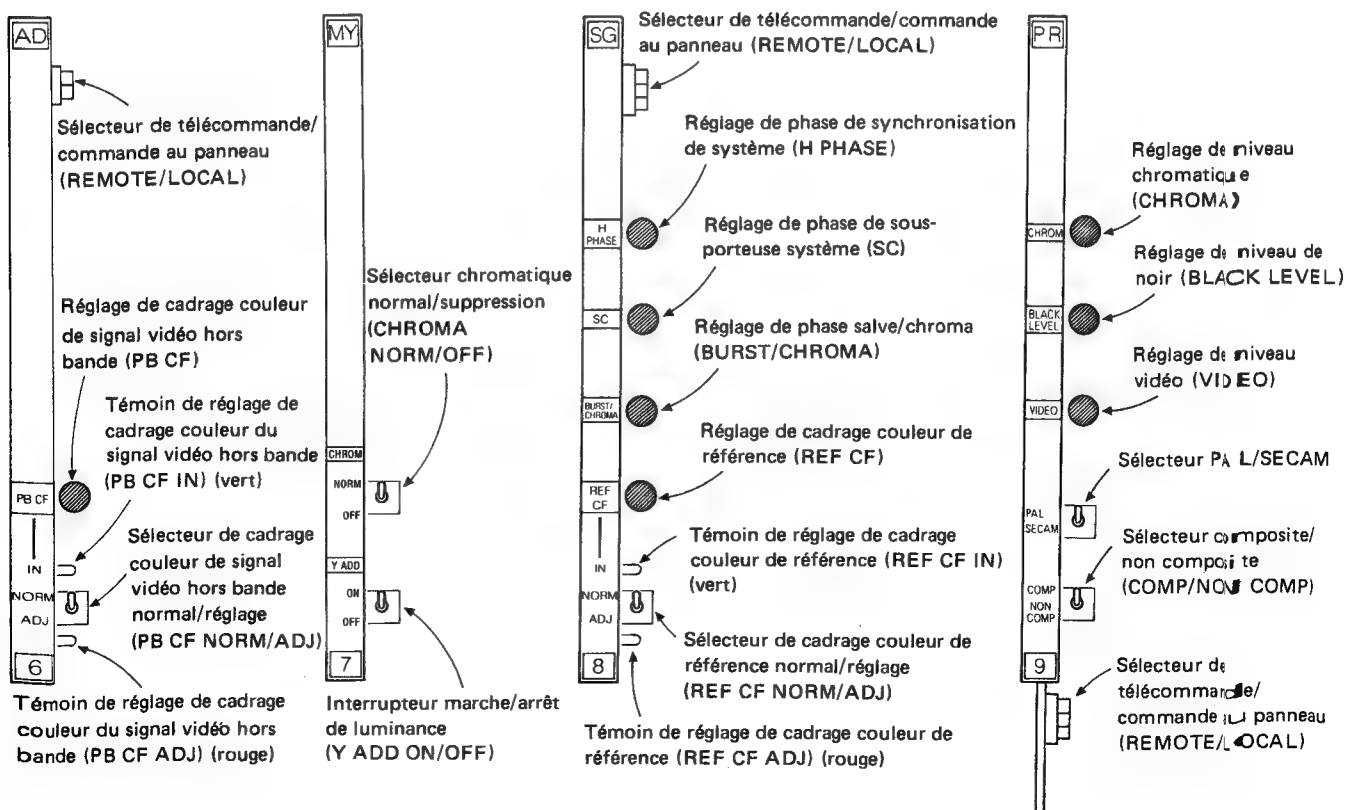 AD
Sélecteur de télécommande/
commande au panneau
(REMOTE/LOCAL)
Réglage de cadrage couleur
de signal vidéo hors
bande (PB CF)
Témoin de réglage de
cadrage couleur du
signal vidéo hors bande
(PB CF IN) (vert)
PB CF
IN
NORM
ADJ
Sélecteur de cadrage
couleur de signal
vidéo hors bande
normal/réglage
(PB CF NORM/ADJ)
6
Témoin de réglage de cadrage
couleur du signal vidéo hors
bande (PB CF ADJ) (rouge)
MY
Sélecteur chromatique
normal/suppression
(CHROMA
NORM/OFF)
CHROM
NORM
OFF
Y ADD
ON
OFF
7
Interrupteur marche/arrêt
de luminance
(Y ADD ON/OFF)
SG
Sélecteur de télécommande/commande
au panneau (REMOTE/LOCAL)
Réglage de phase de synchronisation
de système (H PHASE)
H
PHASE
Réglage de phase de sous-
porteuse système (SC)
SC
Réglage de phase salve/chroma
(BURST/CHROMA)
BURST/
CHROMA
Réglage de cadrage couleur de
référence (REF CF)
REF
CF
Témoin de réglage de cadrage
couleur de référence (REF CF IN)
(vert)
IN
NORM
ADJ
Sélecteur de cadrage couleur de
référence normal/réglage
(REF CF NORM/ADJ)
8
Témoin de réglage de cadrage couleur de
référence (REF CF ADJ) (rouge)
PR
Réglage de niveau
chromatique
(CHROMA)
CHROM
Réglage de niveau de
noir (BLACK LEVEL)
BLACK
LEVEL
Réglage de niveau
vidéo (VIDEO)
VIDEO
Sélecteur PAL/SECAM
PAL
SECAM
Sélecteur composite/
non composite
(COMP/NON COMP)
COMP
NON
COMP
9
Sélecteur de
télécommande/
commande au panneau
(REMOTE/LOCAL)